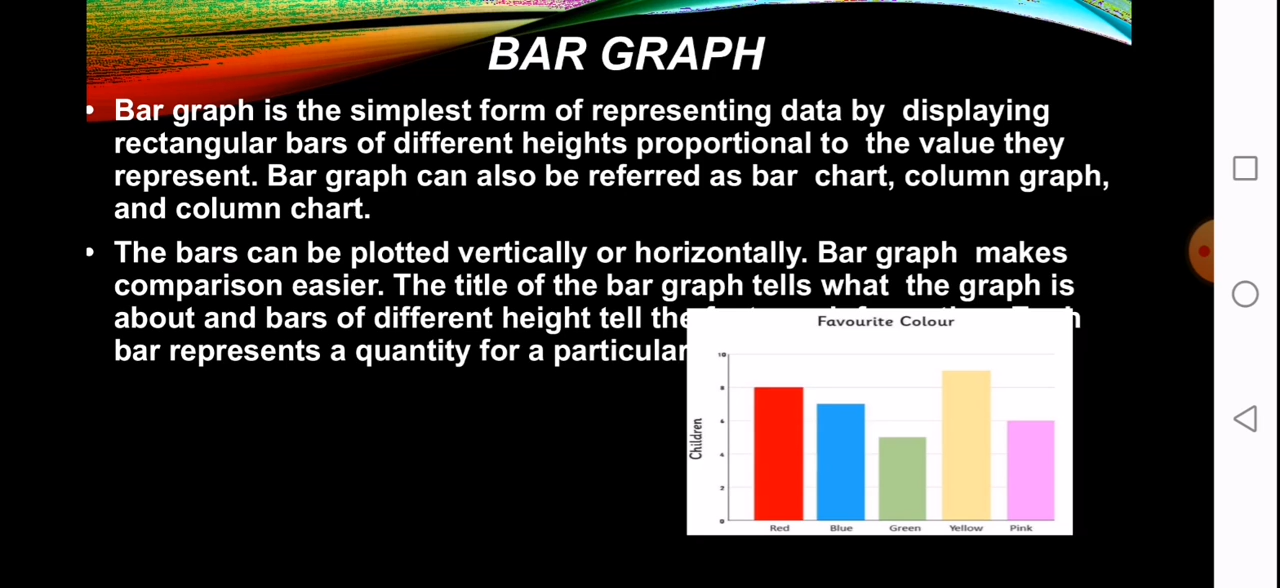 BAR GRAPH
• Bar graph is the simplest form of representing data by displaying
rectangular bars of different heights proportional to the value they
represent. Bar graph can also be referred as bar chart, column graph,
and column chart.
• The bars can be plotted vertically or horizontally. Bar graph makes
comparison easier. The title of the bar graph tells what the graph is
about and bars of different height tell the
bar represents a quantity for a particular
Favourite Colour
10
8
6
4
2
0
Children
Red Blue Green Yellow Pink